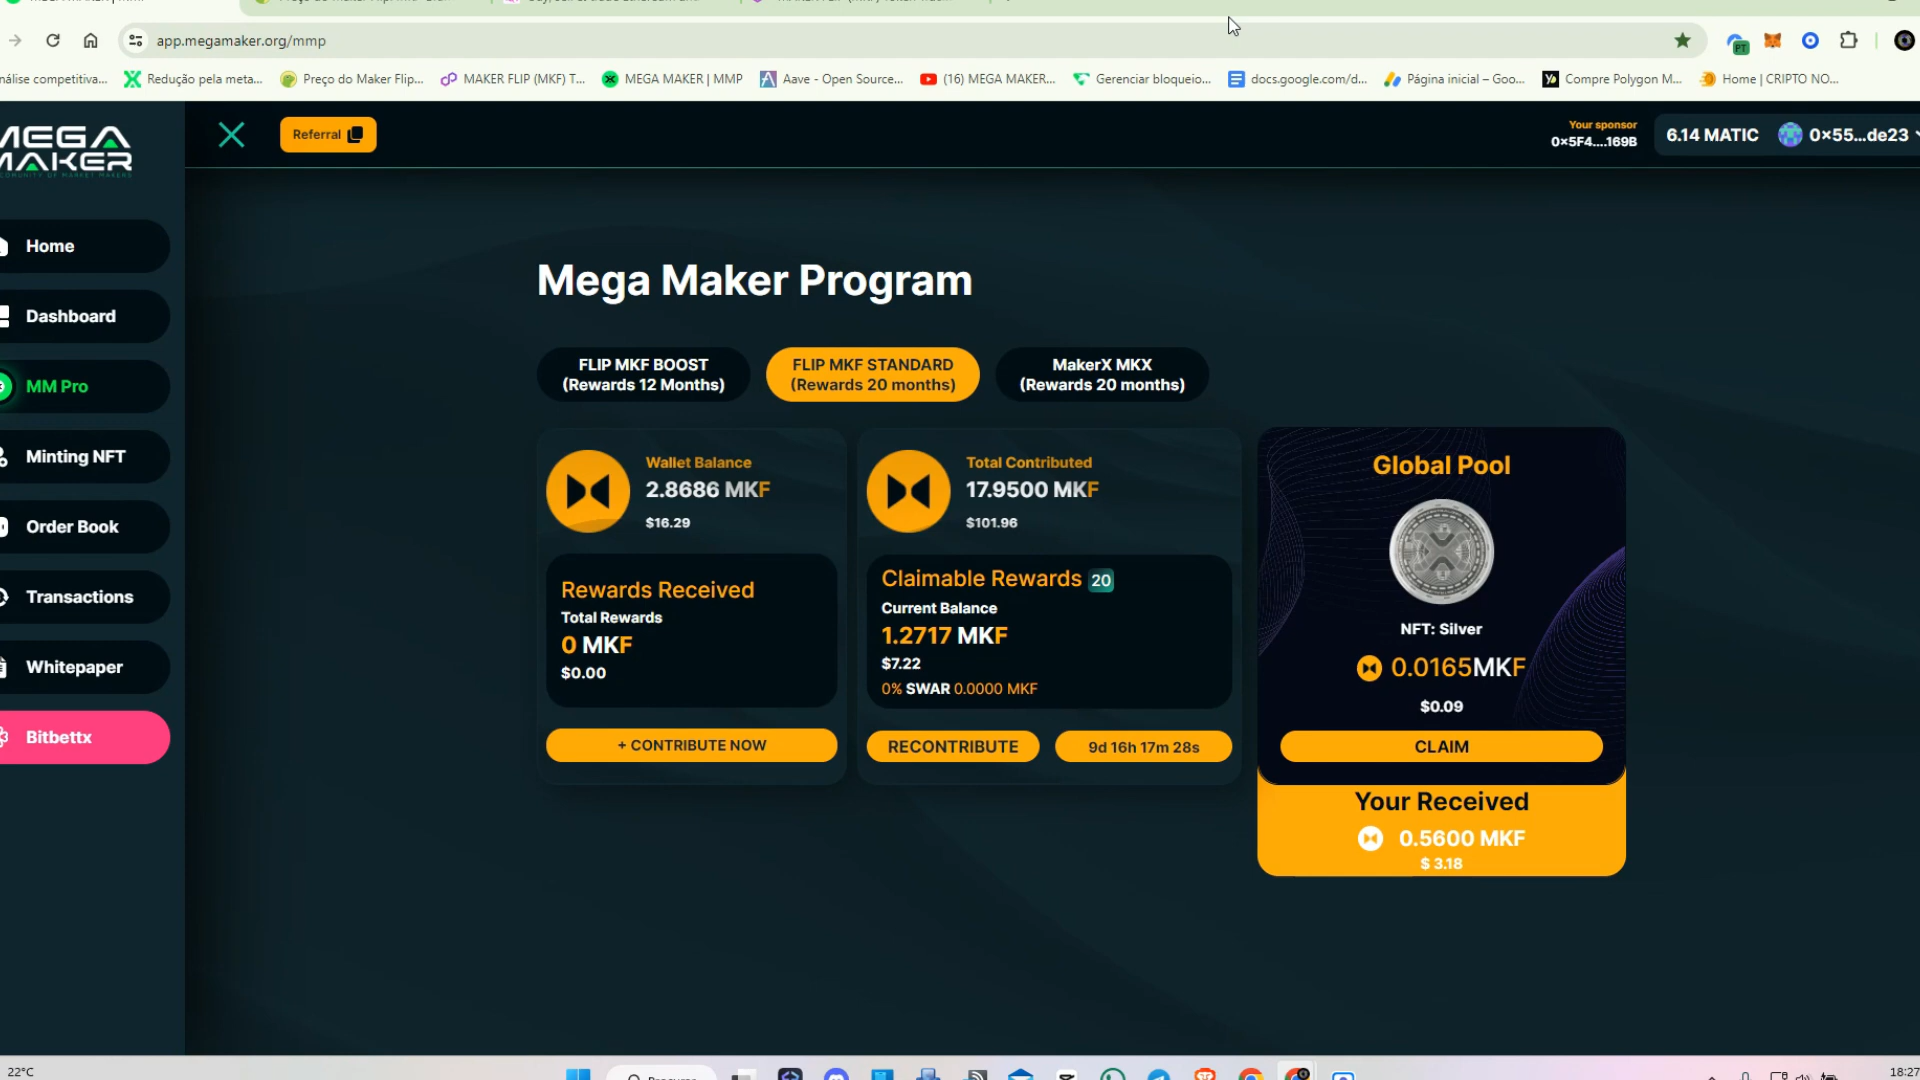 app.megamaker.org/mmp
PT
nálise competitiva...
Redução pela meta...
Preço do Maker Flip...
MAKER FLIP (MKF) T...
MEGA MAKER | MMP
Aave - Open Source...
(16) MEGA MAKER...
Gerenciar bloqueio...
docs.google.com/d...
Página inicial – Goo...
Compre Polygon M...
Home | CRIPTO NO...
MEGA
MAKER
Referral
Your sponsor
0x5F4....169B
6.14 MATIC
0x55...de23
Home
Dashboard
MM Pro
Minting NFT
Order Book
Transactions
Whitepaper
Bitbettx
Mega Maker Program
FLIP MKF BOOST
(Rewards 12 Months)
FLIP MKF STANDARD
(Rewards 20 months)
MakerX MKX
(Rewards 20 months)
Wallet Balance
2.8686 MKF
$16.29
Rewards Received
Total Rewards
0 MKF
$0.00
+ CONTRIBUTE NOW
Total Contributed
17.9500 MKF
$101.96
Claimable Rewards 20
Current Balance
1.2717 MKF
$7.22
0% SWAR 0.0000 MKF
RECONTRIBUTE
9d 16h 17m 28s
Global Pool
NFT: Silver
0.0165MKF
$0.09
CLAIM
Your Received
0.5600 MKF
$ 3.18
22°C
18:27